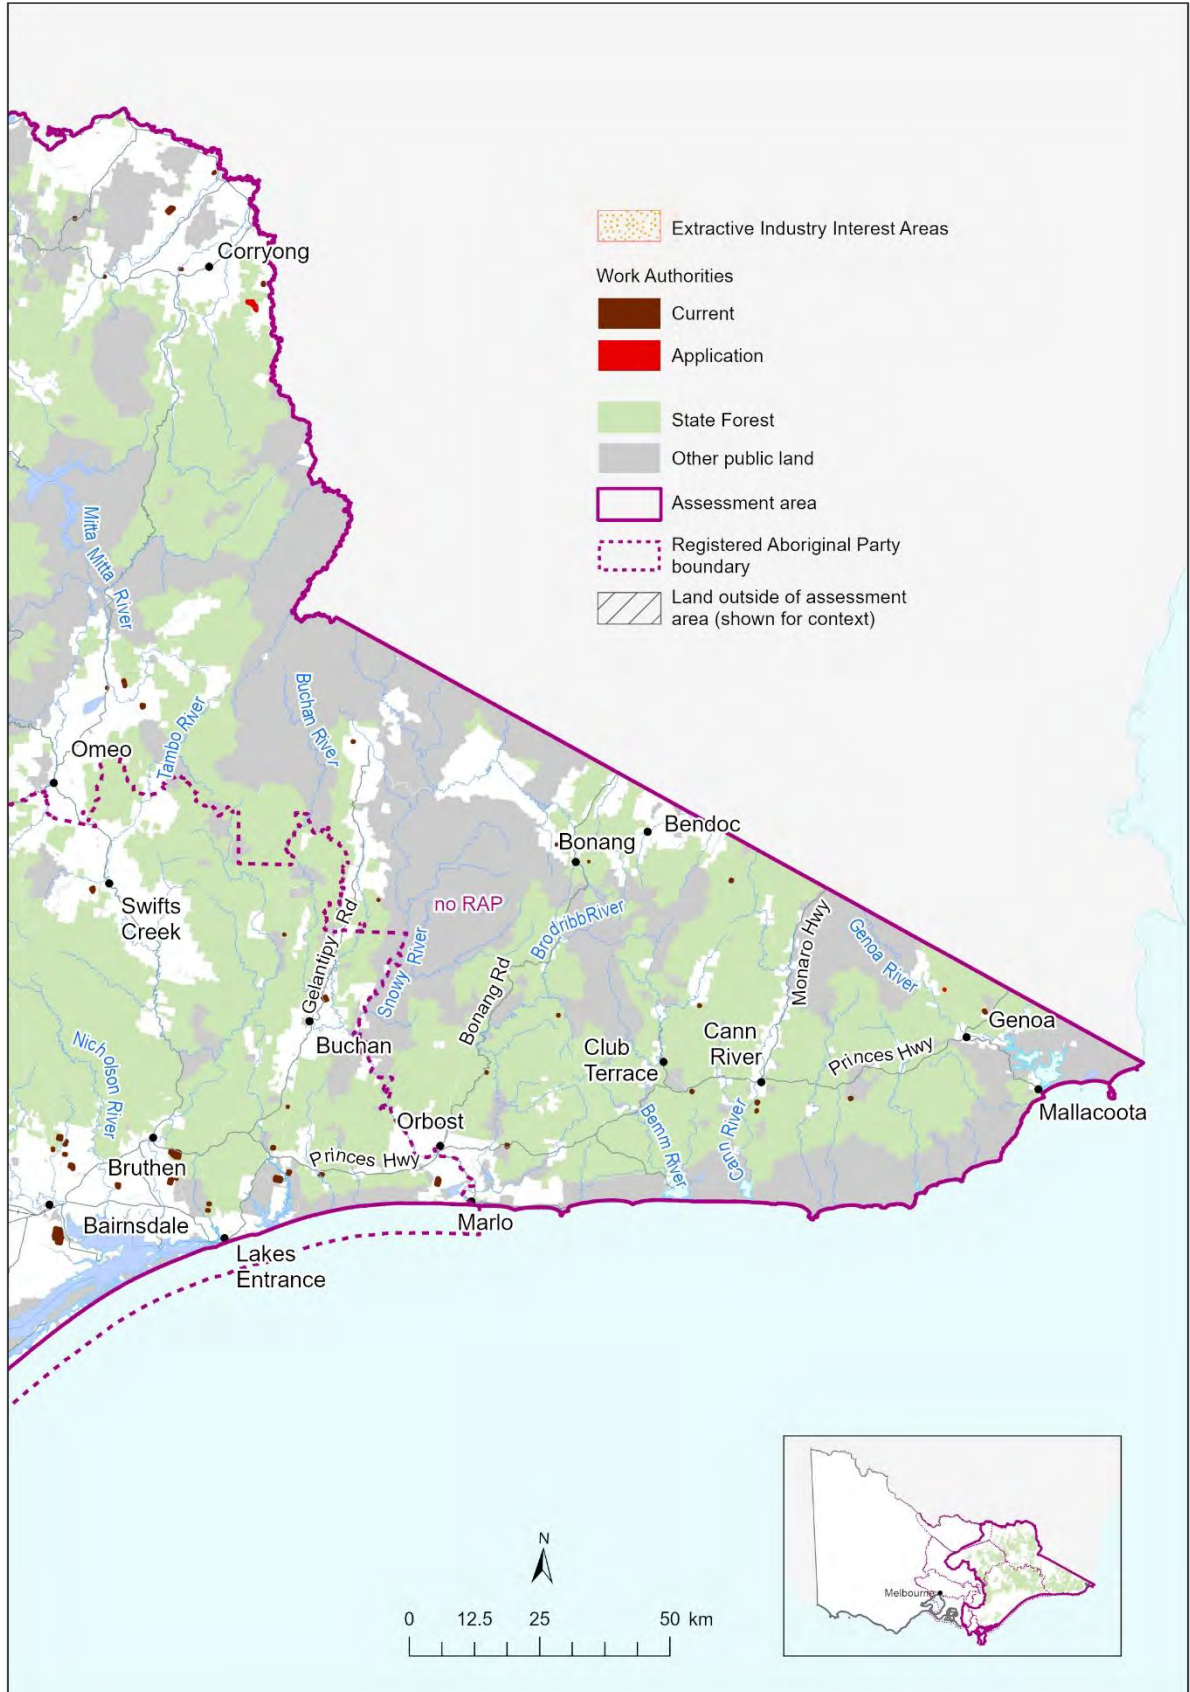 Extractive Industry Interest Areas
Work Authorities
Current
Application
State Forest
Other public land
Assessment area
Registered Aboriginal Party
boundary
Land outside of assessment
area (shown for context)
Corryong
Mitta Mitta River
Buchan River
Tambo River
Omeo
Bendoc
Bonang
no RAP
Swifts
Creek
Gelantipy Rd
Snowy River
Brodribb River
Bonang Rd
Monaro Hwy
Genoa River
Genoa
Buchan
Nicholson River
Club
Terrace
Cann
River
Princes Hwy
Mallacoota
Orbost
Bemm River
Cann River
Bruthen
Princes Hwy
Bairnsdale
Marlo
Lakes
Entrance
Melbourne
N
0 12.5 25 50 km